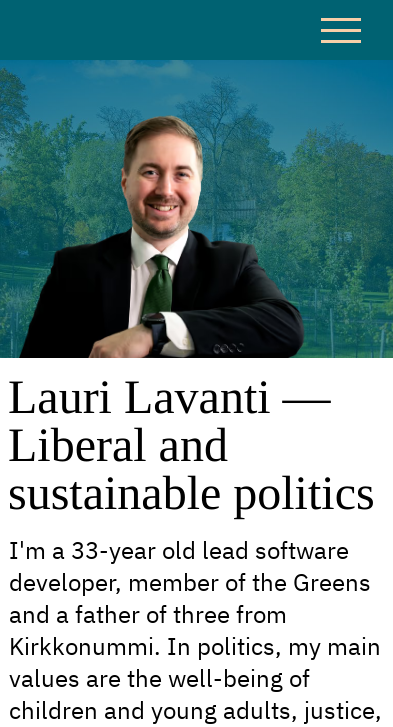 Lauri Lavanti —
Liberal and
sustainable politics
I'm a 33-year old lead software
developer, member of the Greens
and a father of three from
Kirkkonummi. In politics, my main
values are the well-being of
children and young adults, justice,